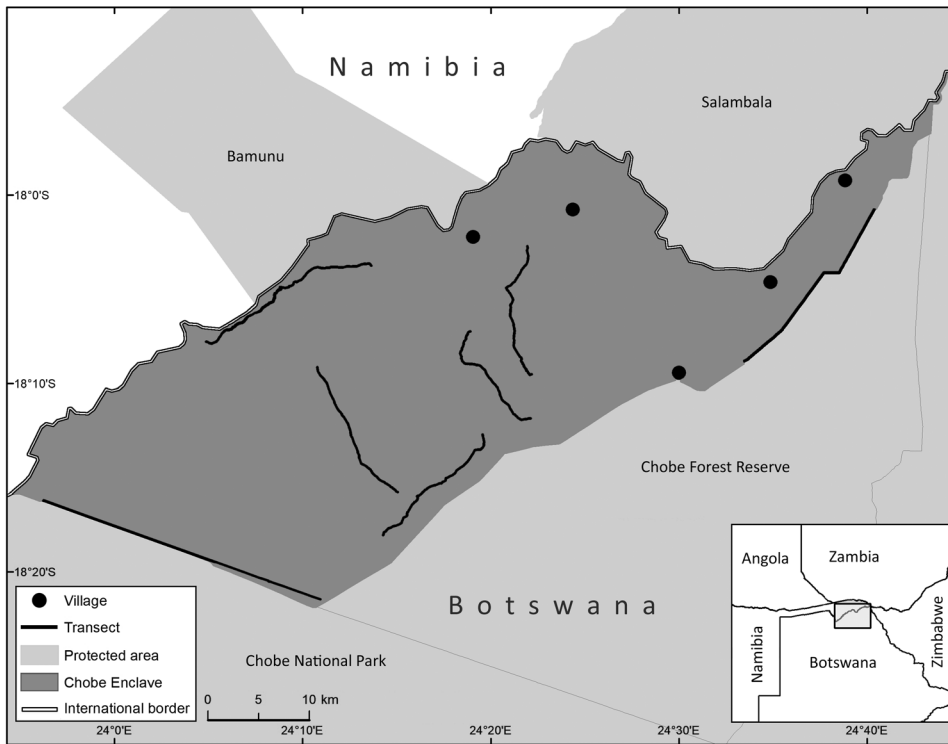 Namibia
Salambala
Bamunu
18°0'S
18°10'S
Chobe Forest Reserve
18°20'S
Botswana
Chobe National Park
Village
Transect
Protected area
Chobe Enclave
International border
0 5 10 km
Angola
Zambia
Namibia
Botswana
Zimbabwe
24°0'E 24°10'E 24°20'E 24°30'E 24°40'E